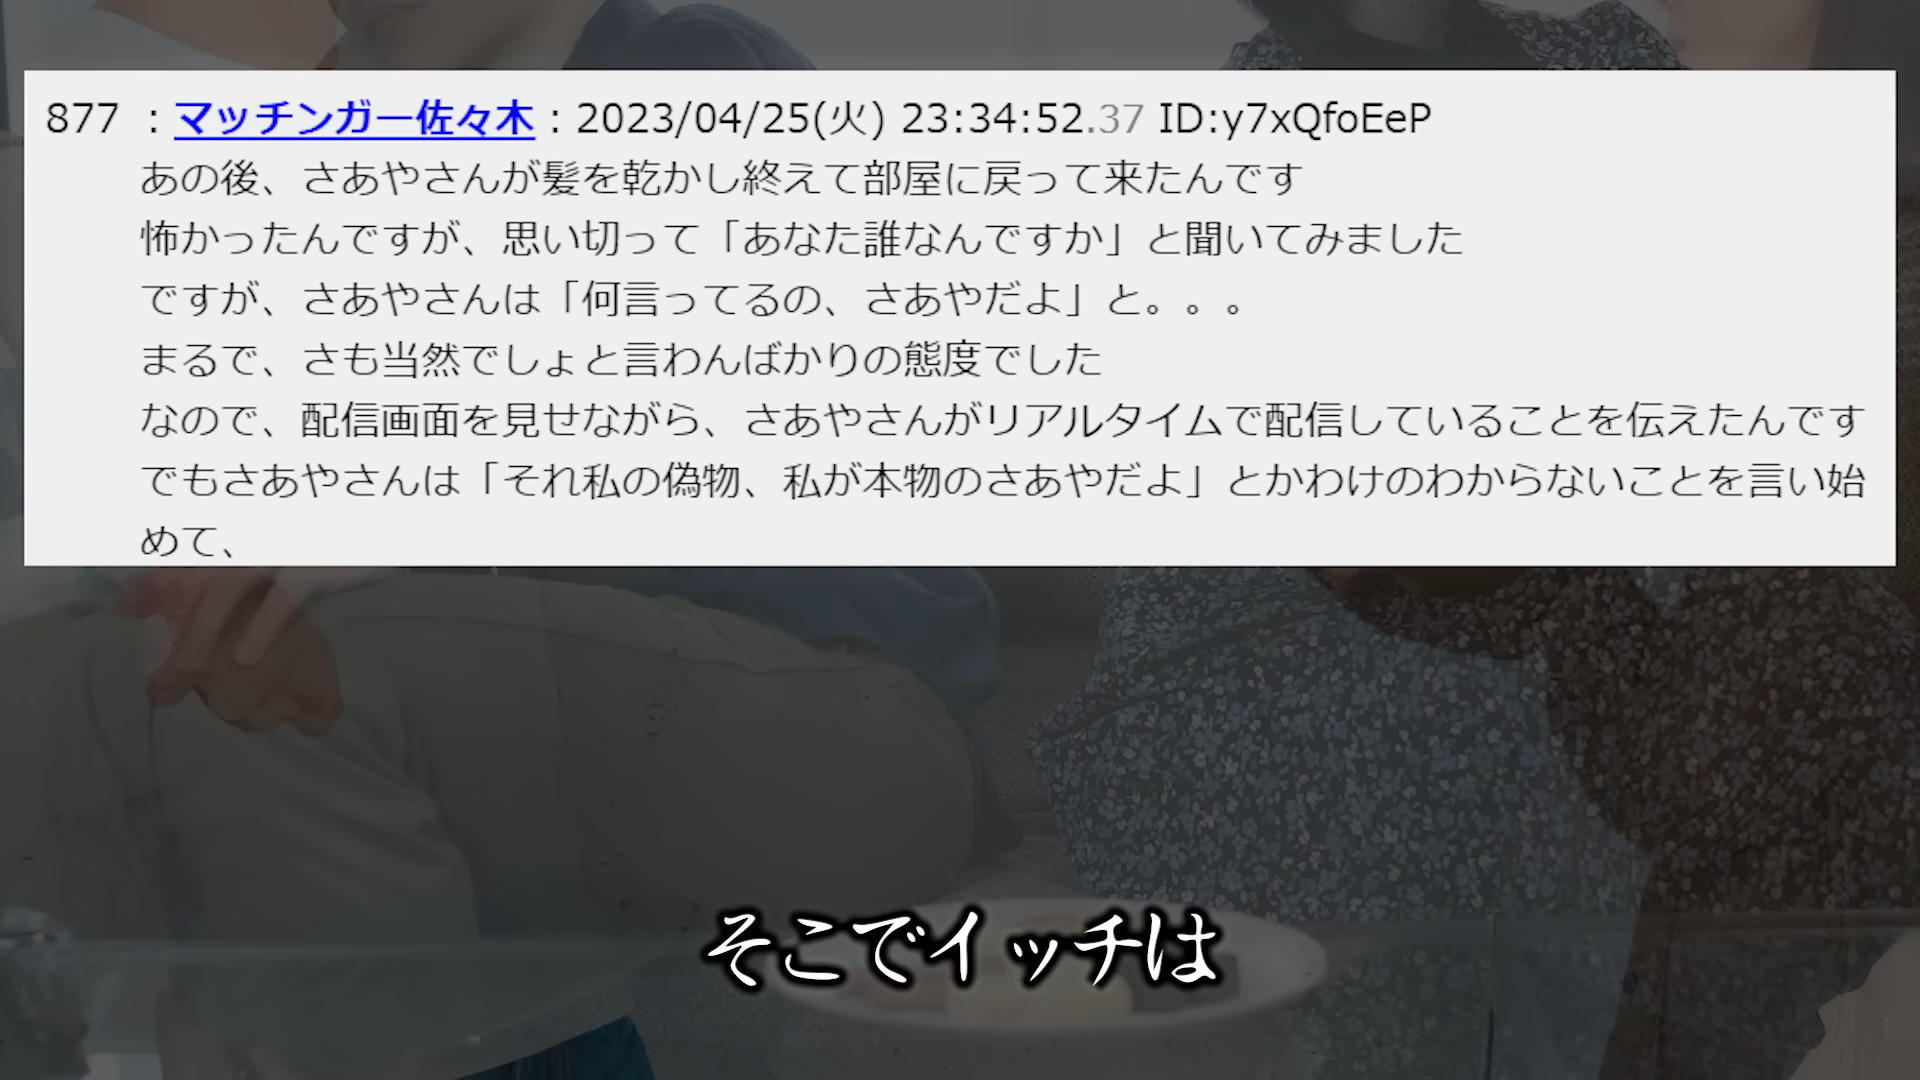 877 ：マッチンガー佐々木：2023/04/25(火) 23:34:52.37 ID:y7xQfoEeP
あの後、さあやさんが髪を乾かし終えて部屋に戻って来たんです
怖かったんですが、思い切って「あなた誰なんですか」と聞いてみました
ですが、さあやさんは「何言ってるの、さあやだよ」と。。。
まるで、さも当然でしょと言わんばかりの態度でした
なので、配信画面を見せながら、さあやさんがリアルタイムで配信していることを伝えたんです
でもさあやさんは「それ私の偽物、私が本物のさあやだよ」とかわけのわからないことを言い始
めて、
そこでイッチは